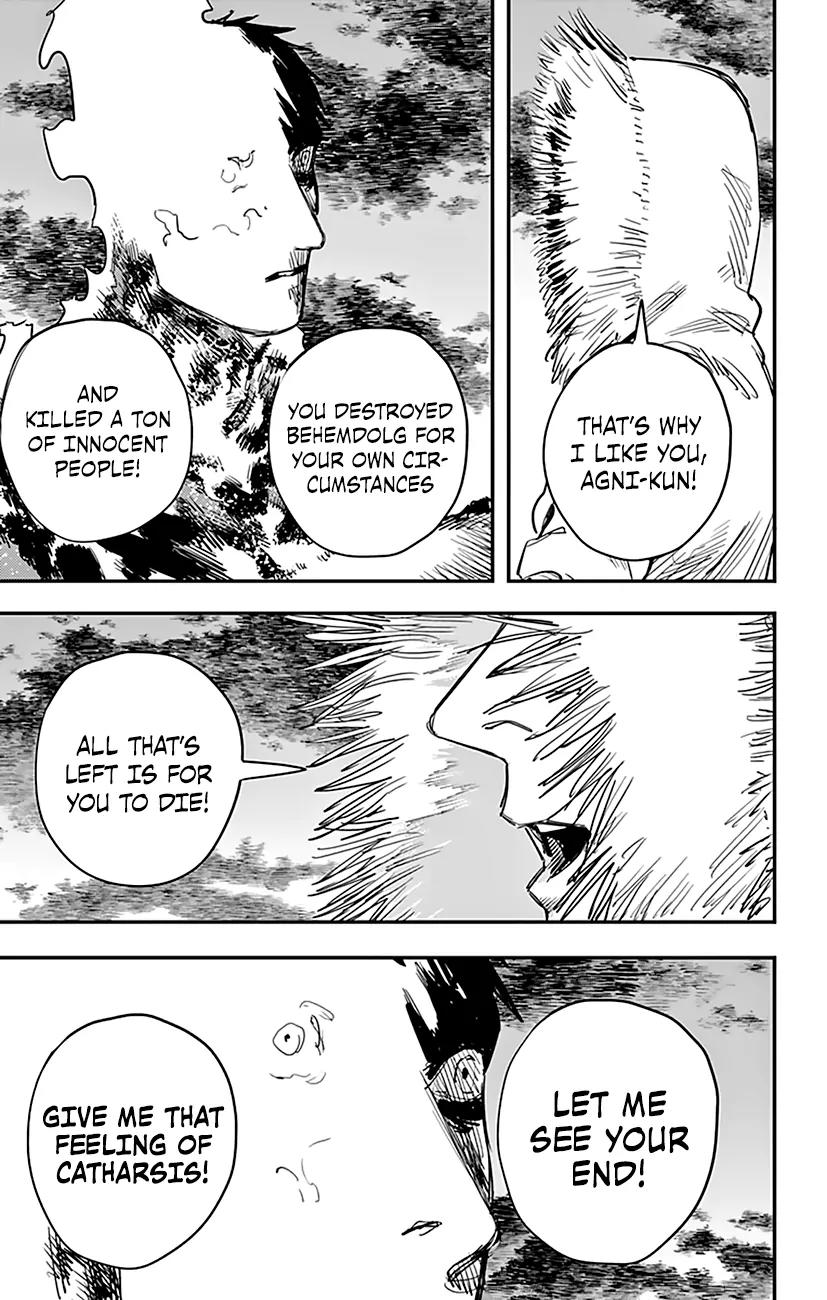 THAT'S WHY
I LIKE YOU,
AGNI-KUN!
YOU DESTROYED
BEHEMDOLG FOR
YOUR OWN CIR-
CUMSTANCES
AND
KILLED A TON
OF INNOCENT
PEOPLE!
ALL THAT'S
LEFT IS FOR
YOU TO DIE!
LET ME
SEE YOUR
END!
GIVE ME THAT
FEELING OF
CATHARSIS!